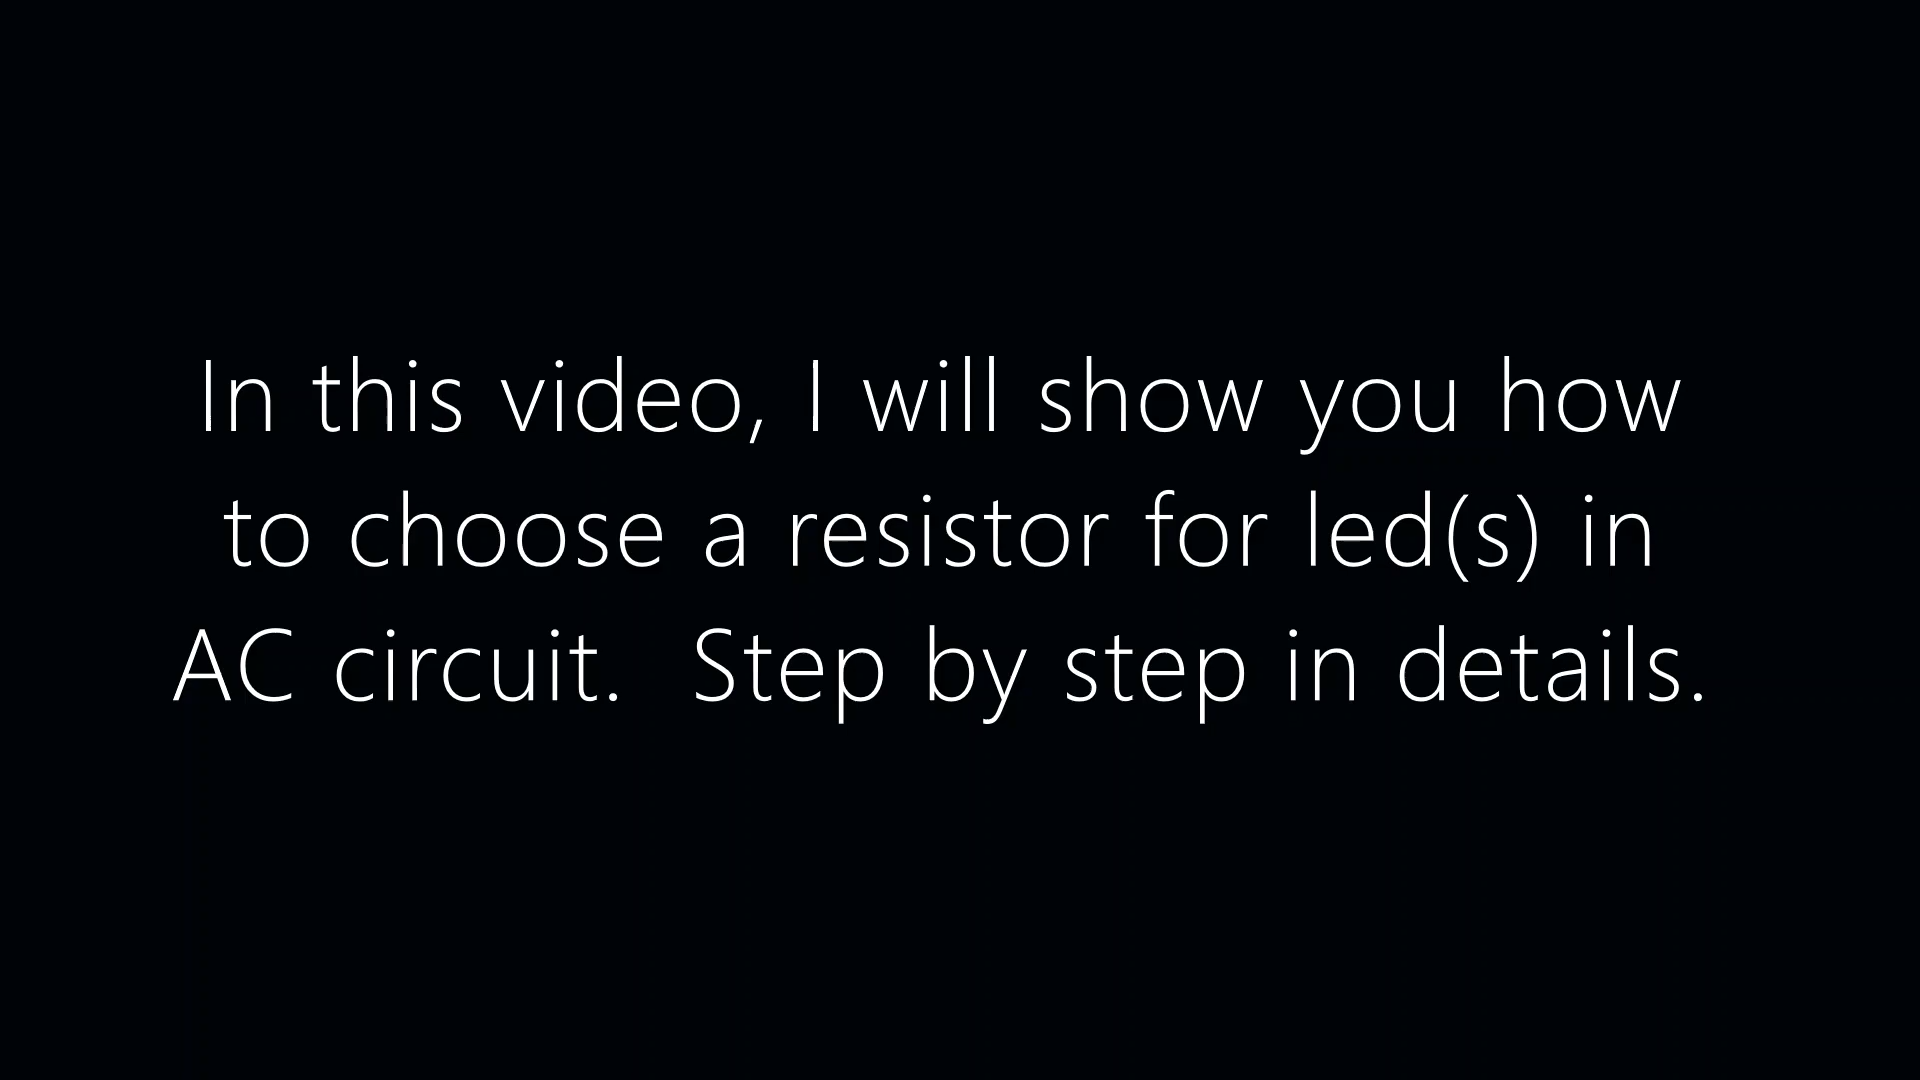 In this video, I will show you how
to choose a resistor for led(s) in
AC circuit.  Step by step in details.